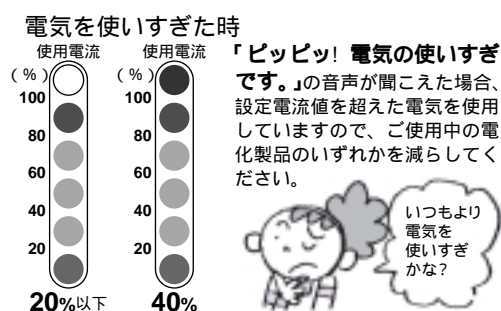 電気を使いすぎた時
使用電流
(%)
100
80
60
40
20
20%以下
使用電流
(%)
100
80
60
40
20
40%
「ピッピッ! 電気の使いすぎ
です。」の音声が聞こえた場合、
設定電流値を超えた電気を使用
していますので、ご使用中の電
化製品のいずれかを減らしてく
ださい。
いつもより
電気を
使いすぎ
かな?